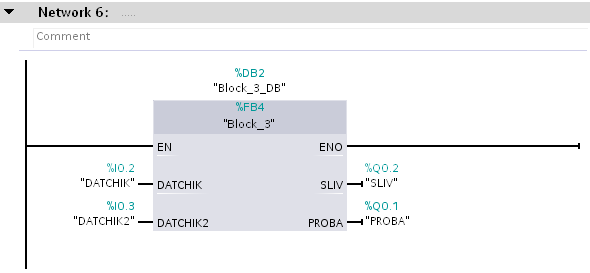 Network 6: .....
Comment
%DB2
"Block_3_DB"
%FB4
"Block_3"
EN ENO
%I0.2 %Q0.2
"DATCHIK" DATCHIK SLIV "SLIV"
%I0.3 %Q0.1
"DATCHIK2" DATCHIK2 PROBA "PROBA"